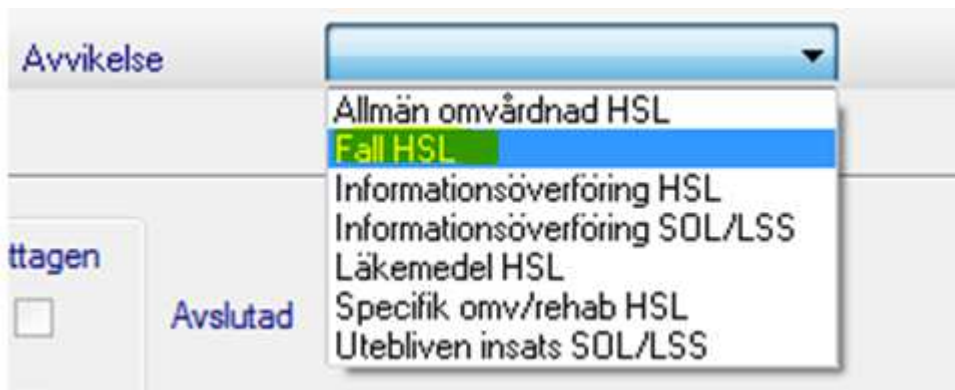 Avvikelse
Allmän omvårdnad HSL
Fall HSL
Informationsöverföring HSL
Informationsöverföring SOL/LSS
Läkemedel HSL
Specifik omv/rehab HSL
Utebliven insats SOL/LSS
ttagen
Avslutad